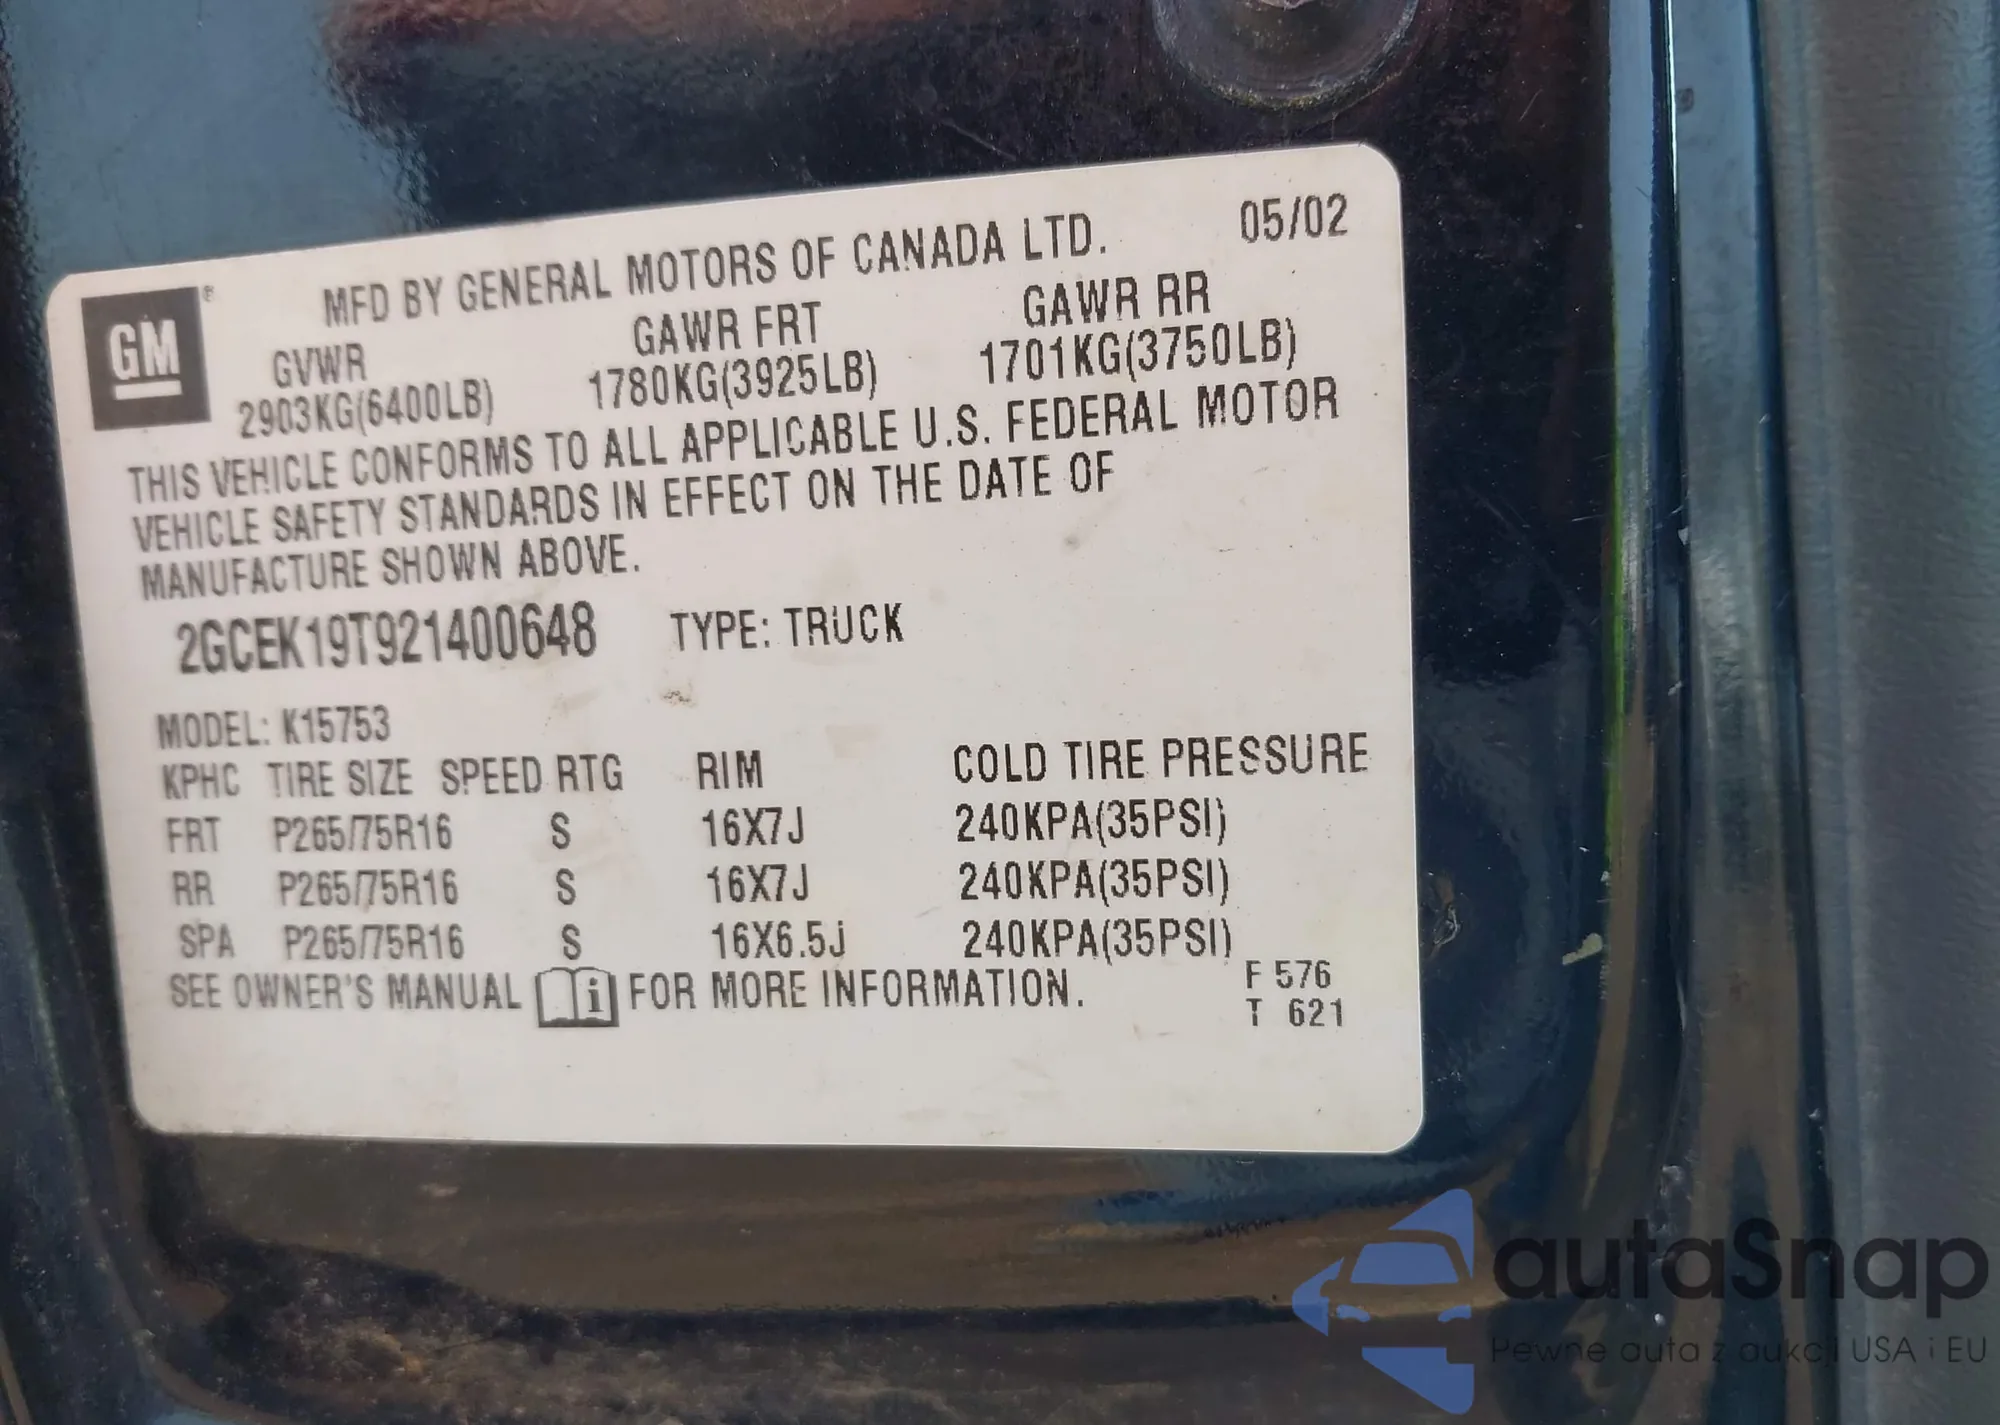 MFD BY GENERAL MOTORS OF CANADA LTD. 05/02
GM®
GVWR GAWR FRT GAWR RR
2903KG(6400LB) 1780KG(3925LB) 1701KG(3750LB)
THIS VEHICLE CONFORMS TO ALL APPLICABLE U.S. FEDERAL MOTOR
VEHICLE SAFETY STANDARDS IN EFFECT ON THE DATE OF
MANUFACTURE SHOWN ABOVE.
2GCEK19T921400648 TYPE: TRUCK
MODEL: K15753
KPHC TIRE SIZE SPEED RTG RIM COLD TIRE PRESSURE
FRT P265/75R16 S 16X7J 240KPA(35PSI)
RR P265/75R16 S 16X7J 240KPA(35PSI)
SPA P265/75R16 S 16X6.5J 240KPA(35PSI)
SEE OWNER'S MANUAL i FOR MORE INFORMATION.
F 576
T 621
autaSnap
Pewne auta z aukcji USA i EU